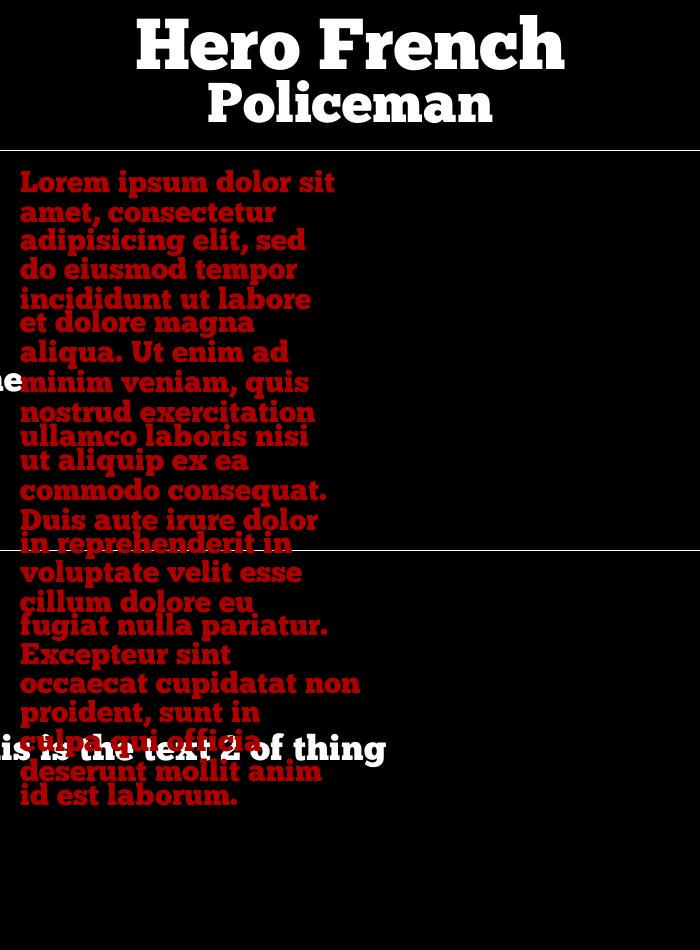 Hero French
Policeman
Lorem ipsum dolor sit
amet, consectetur
adipisicing elit, sed
do eiusmod tempor
incididunt ut labore
et dolore magna
aliqua. Ut enim ad
minim veniam, quis
nostrud exercitation
ullamco laboris nisi
ut aliquip ex ea
commodo consequat.
Duis aute irure dolor
in reprehenderit in
voluptate velit esse
cillum dolore eu
fugiat nulla pariatur.
Excepteur sint
occaecat cupidatat non
proident, sunt in
culpa qui officia
is is the text 2 of thing
deserunt mollit anim
id est laborum.